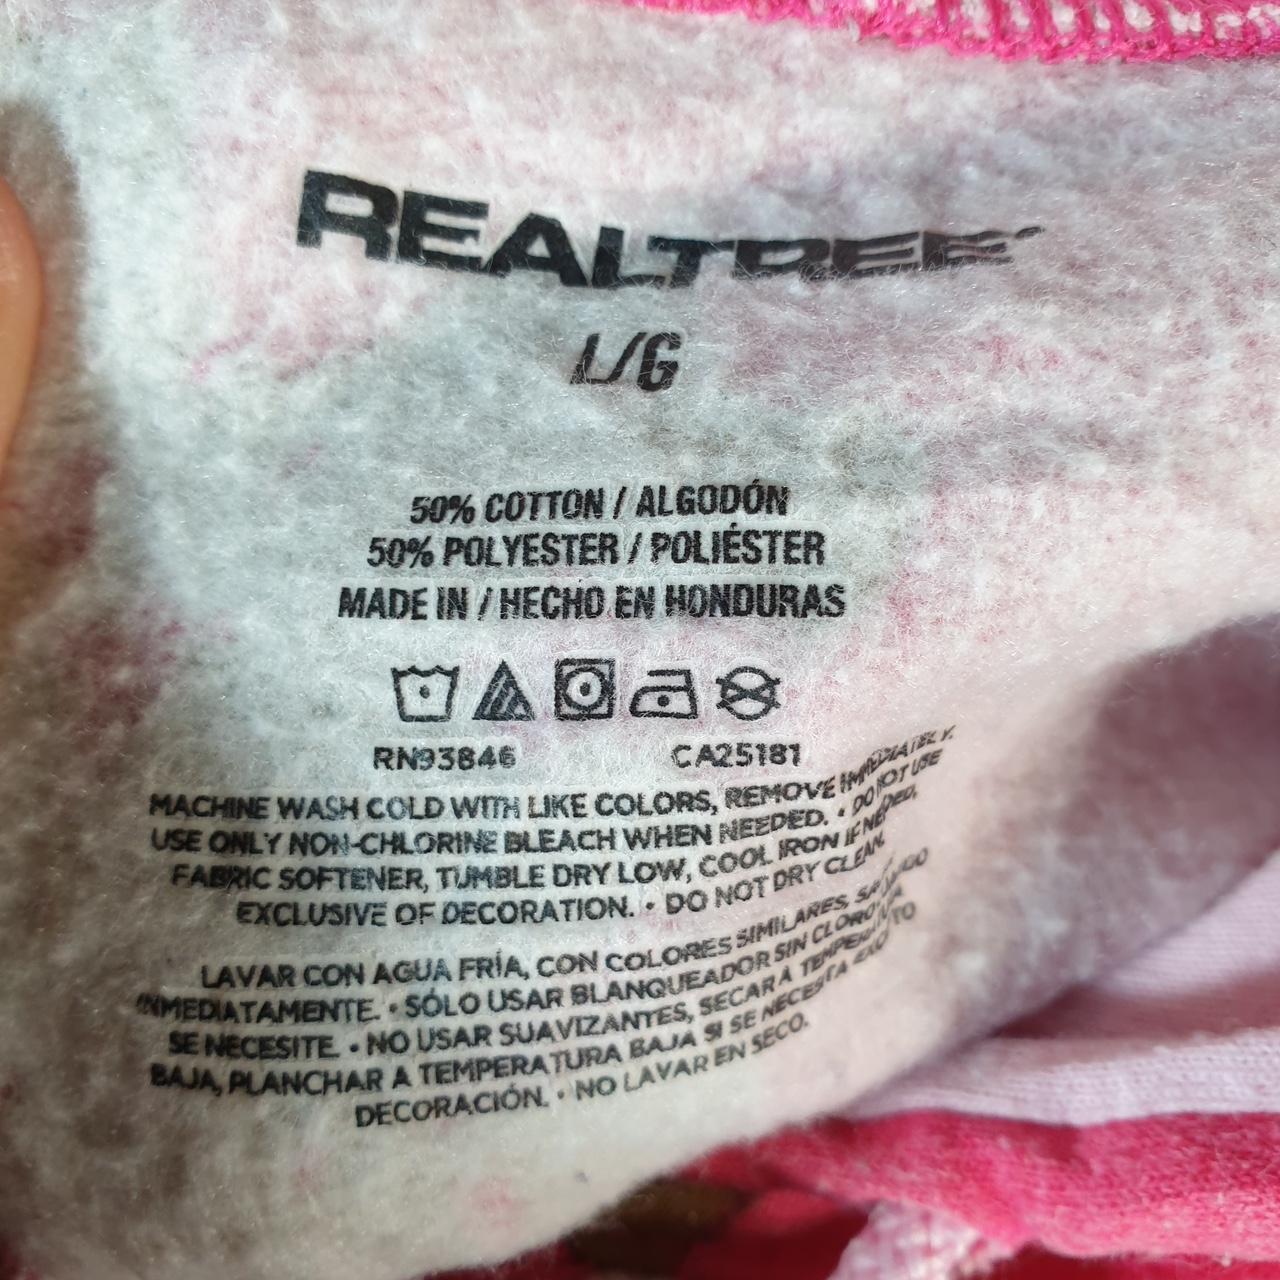 REALTREE
L/G
50% COTTON / ALGODÓN
50% POLYESTER / POLIÉSTER
MADE IN / HECHO EN HONDURAS
RN93846 CA25181
MACHINE WASH COLD WITH LIKE COLORS, REMOVE IMMEDIATELY.
USE ONLY NON-CHLORINE BLEACH WHEN NEEDED. • DO NOT USE
FABRIC SOFTENER, TUMBLE DRY LOW, COOL IRON IF NEEDED,
EXCLUSIVE OF DECORATION. • DO NOT DRY CLEAN.
LAVAR CON AGUA FRÍA, CON COLORES SIMILARES,
INMEDIATAMENTE. • SÓLO USAR BLANQUEADOR SIN CLORO
SE NECESITE. • NO USAR SUAVIZANTES, SECAR A TEMPERATURA
BAJA, PLANCHAR A TEMPERATURA BAJA SI SE NECESITA EXCEPTO
DECORACIÓN. • NO LAVAR EN SECO.